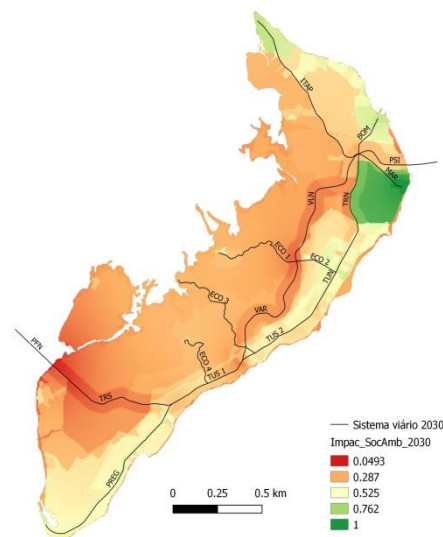 ITAP
BOM
PSI
MAR
VLN
TRN
ECO 1
ECO 2
TUN
ECO 3
VAR
TUS 2
ECO 4
TUS 1
PFN
TRS
PREG
Sistema viário 2030
Impac_SocAmb_2030
0.0493
0.287
0.525
0.762
1
0 0.25 0.5 km